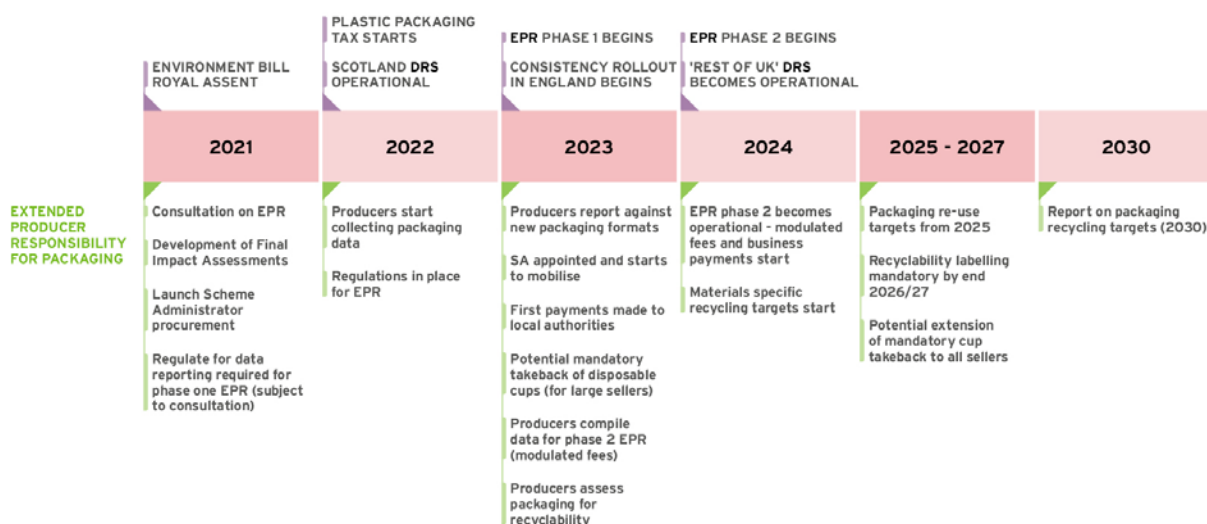 PLASTIC PACKAGING
TAX STARTS
EPR PHASE 1 BEGINS
EPR PHASE 2 BEGINS
ENVIRONMENT BILL
ROYAL ASSENT
SCOTLAND DRS
OPERATIONAL
CONSISTENCY ROLLOUT
IN ENGLAND BEGINS
'REST OF UK' DRS
BECOMES OPERATIONAL
2021
2022
2023
2024
2025 - 2027
2030
EXTENDED
PRODUCER
RESPONSIBILITY
FOR PACKAGING
Consultation on EPR
Development of Final
Impact Assessments
Launch Scheme
Administrator
procurement
Regulate for data
reporting required for
phase one EPR (subject
to consultation)
Producers start
collecting packaging
data
Regulations in place
for EPR
Producers report against
new packaging formats
SA appointed and starts
to mobilise
First payments made to
local authorities
Potential mandatory
takeback of disposable
cups (for large sellers)
Producers compile
data for phase 2 EPR
(modulated fees)
Producers assess
packaging for
recyclability
EPR phase 2 becomes
operational - modulated
fees and business
payments start
Materials specific
recycling targets start
Packaging re-use
targets from 2025
Recyclability labelling
mandatory by end
2026/27
Potential extension
of mandatory cup
takeback to all sellers
Report on packaging
recycling targets (2030)